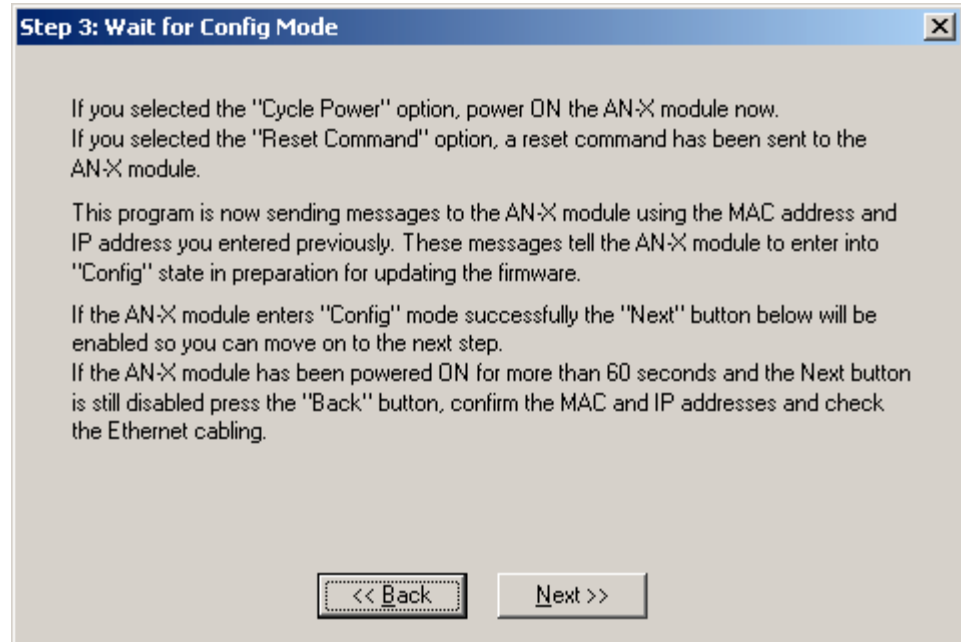 Step 3: Wait for Config Mode
If you selected the "Cycle Power" option, power ON the AN-X module now.
If you selected the "Reset Command" option, a reset command has been sent to the
AN-X module.
This program is now sending messages to the AN-X module using the MAC address and
IP address you entered previously. These messages tell the AN-X module to enter into
"Config" state in preparation for updating the firmware.
If the AN-X module enters "Config" mode successfully the "Next" button below will be
enabled so you can move on to the next step.
If the AN-X module has been powered ON for more than 60 seconds and the Next button
is still disabled press the "Back" button, confirm the MAC and IP addresses and check
the Ethernet cabling.
<< Back
Next >>